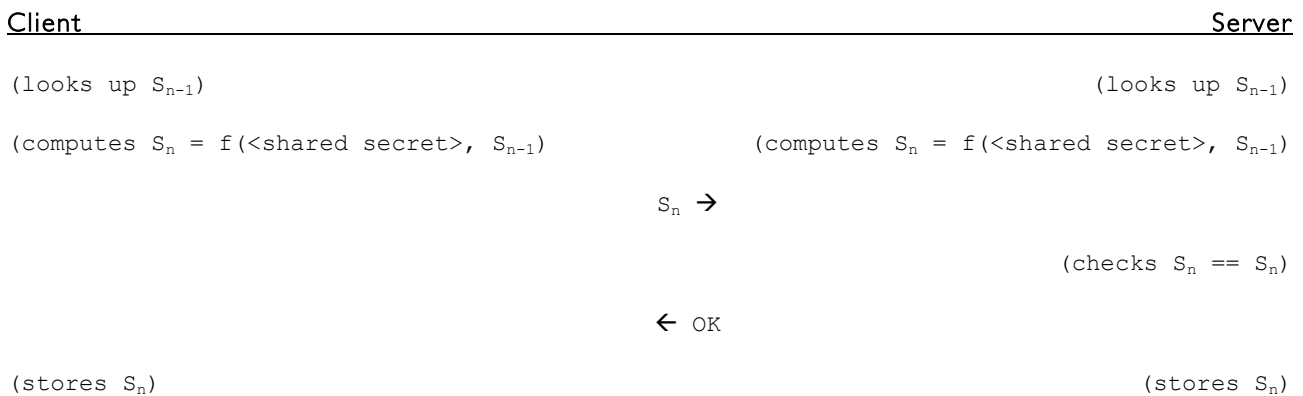 Client Server
(looks up Sₙ₋₁) (looks up Sₙ₋₁)
(computes Sₙ = f(<shared secret>, Sₙ₋₁) (computes Sₙ = f(<shared secret>, Sₙ₋₁)
Sₙ →
(checks Sₙ == Sₙ)
← OK
(stores Sₙ) (stores Sₙ)